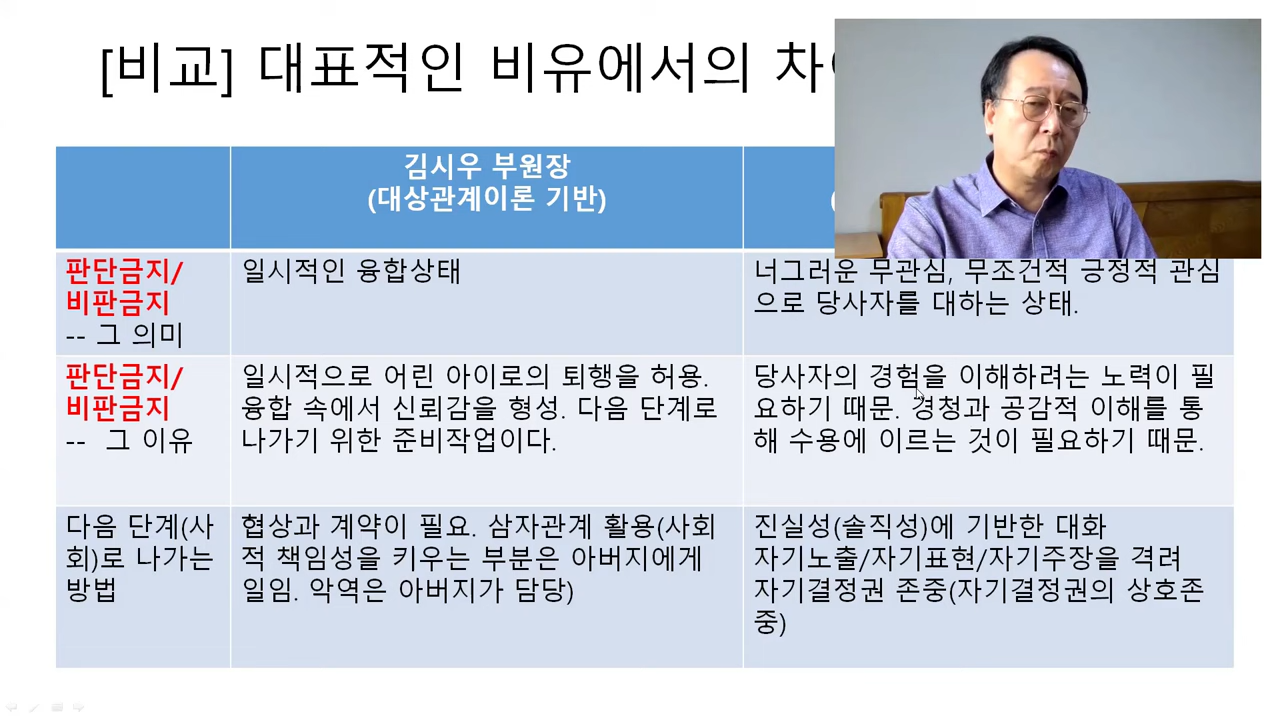 [비교] 대표적인 비유에서의
김시우 부원장
(대상관계이론 기반)
판단금지/
비판금지
-- 그 의미
일시적인 융합상태
너그러운 무관심, 무조건적 긍정적 관심
으로 당사자를 대하는 상태.
판단금지/
비판금지
-- 그 이유
일시적으로 어린 아이로의 퇴행을 허용.
융합 속에서 신뢰감을 형성. 다음 단계로
나가기 위한 준비작업이다.
당사자의 경험을 이해하려는 노력이 필
요하기 때문. 경청과 공감적 이해를 통
해 수용에 이르는 것이 필요하기 때문.
다음 단계(사
회)로 나가는
방법
협상과 계약이 필요. 삼자관계 활용(사회
적 책임성을 키우는 부분은 아버지에게
일임. 악역은 아버지가 담당)
진실성(솔직성)에 기반한 대화
자기노출/자기표현/자기주장을 격려
자기결정권 존중(자기결정권의 상호존
중)